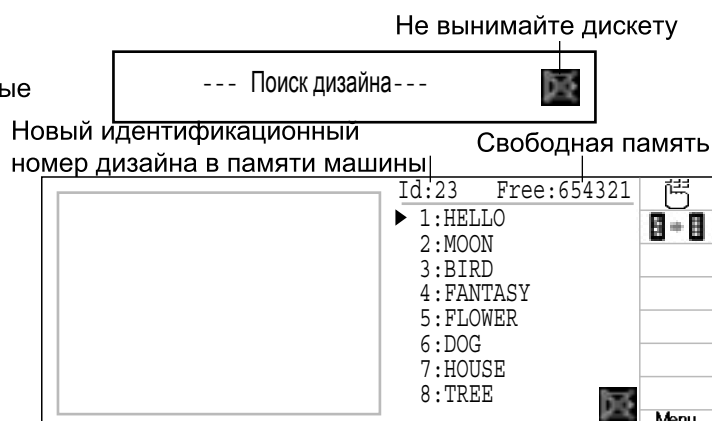 Не вынимайте дискету
--- Поиск дизайна---
ые
Новый идентификационный
номер дизайна в памяти машины
Свободная память
Id:23 Free:654321
1:HELLO
2:MOON
3:BIRD
4:FANTASY
5:FLOWER
6:DOG
7:HOUSE
8:TREE
Menu